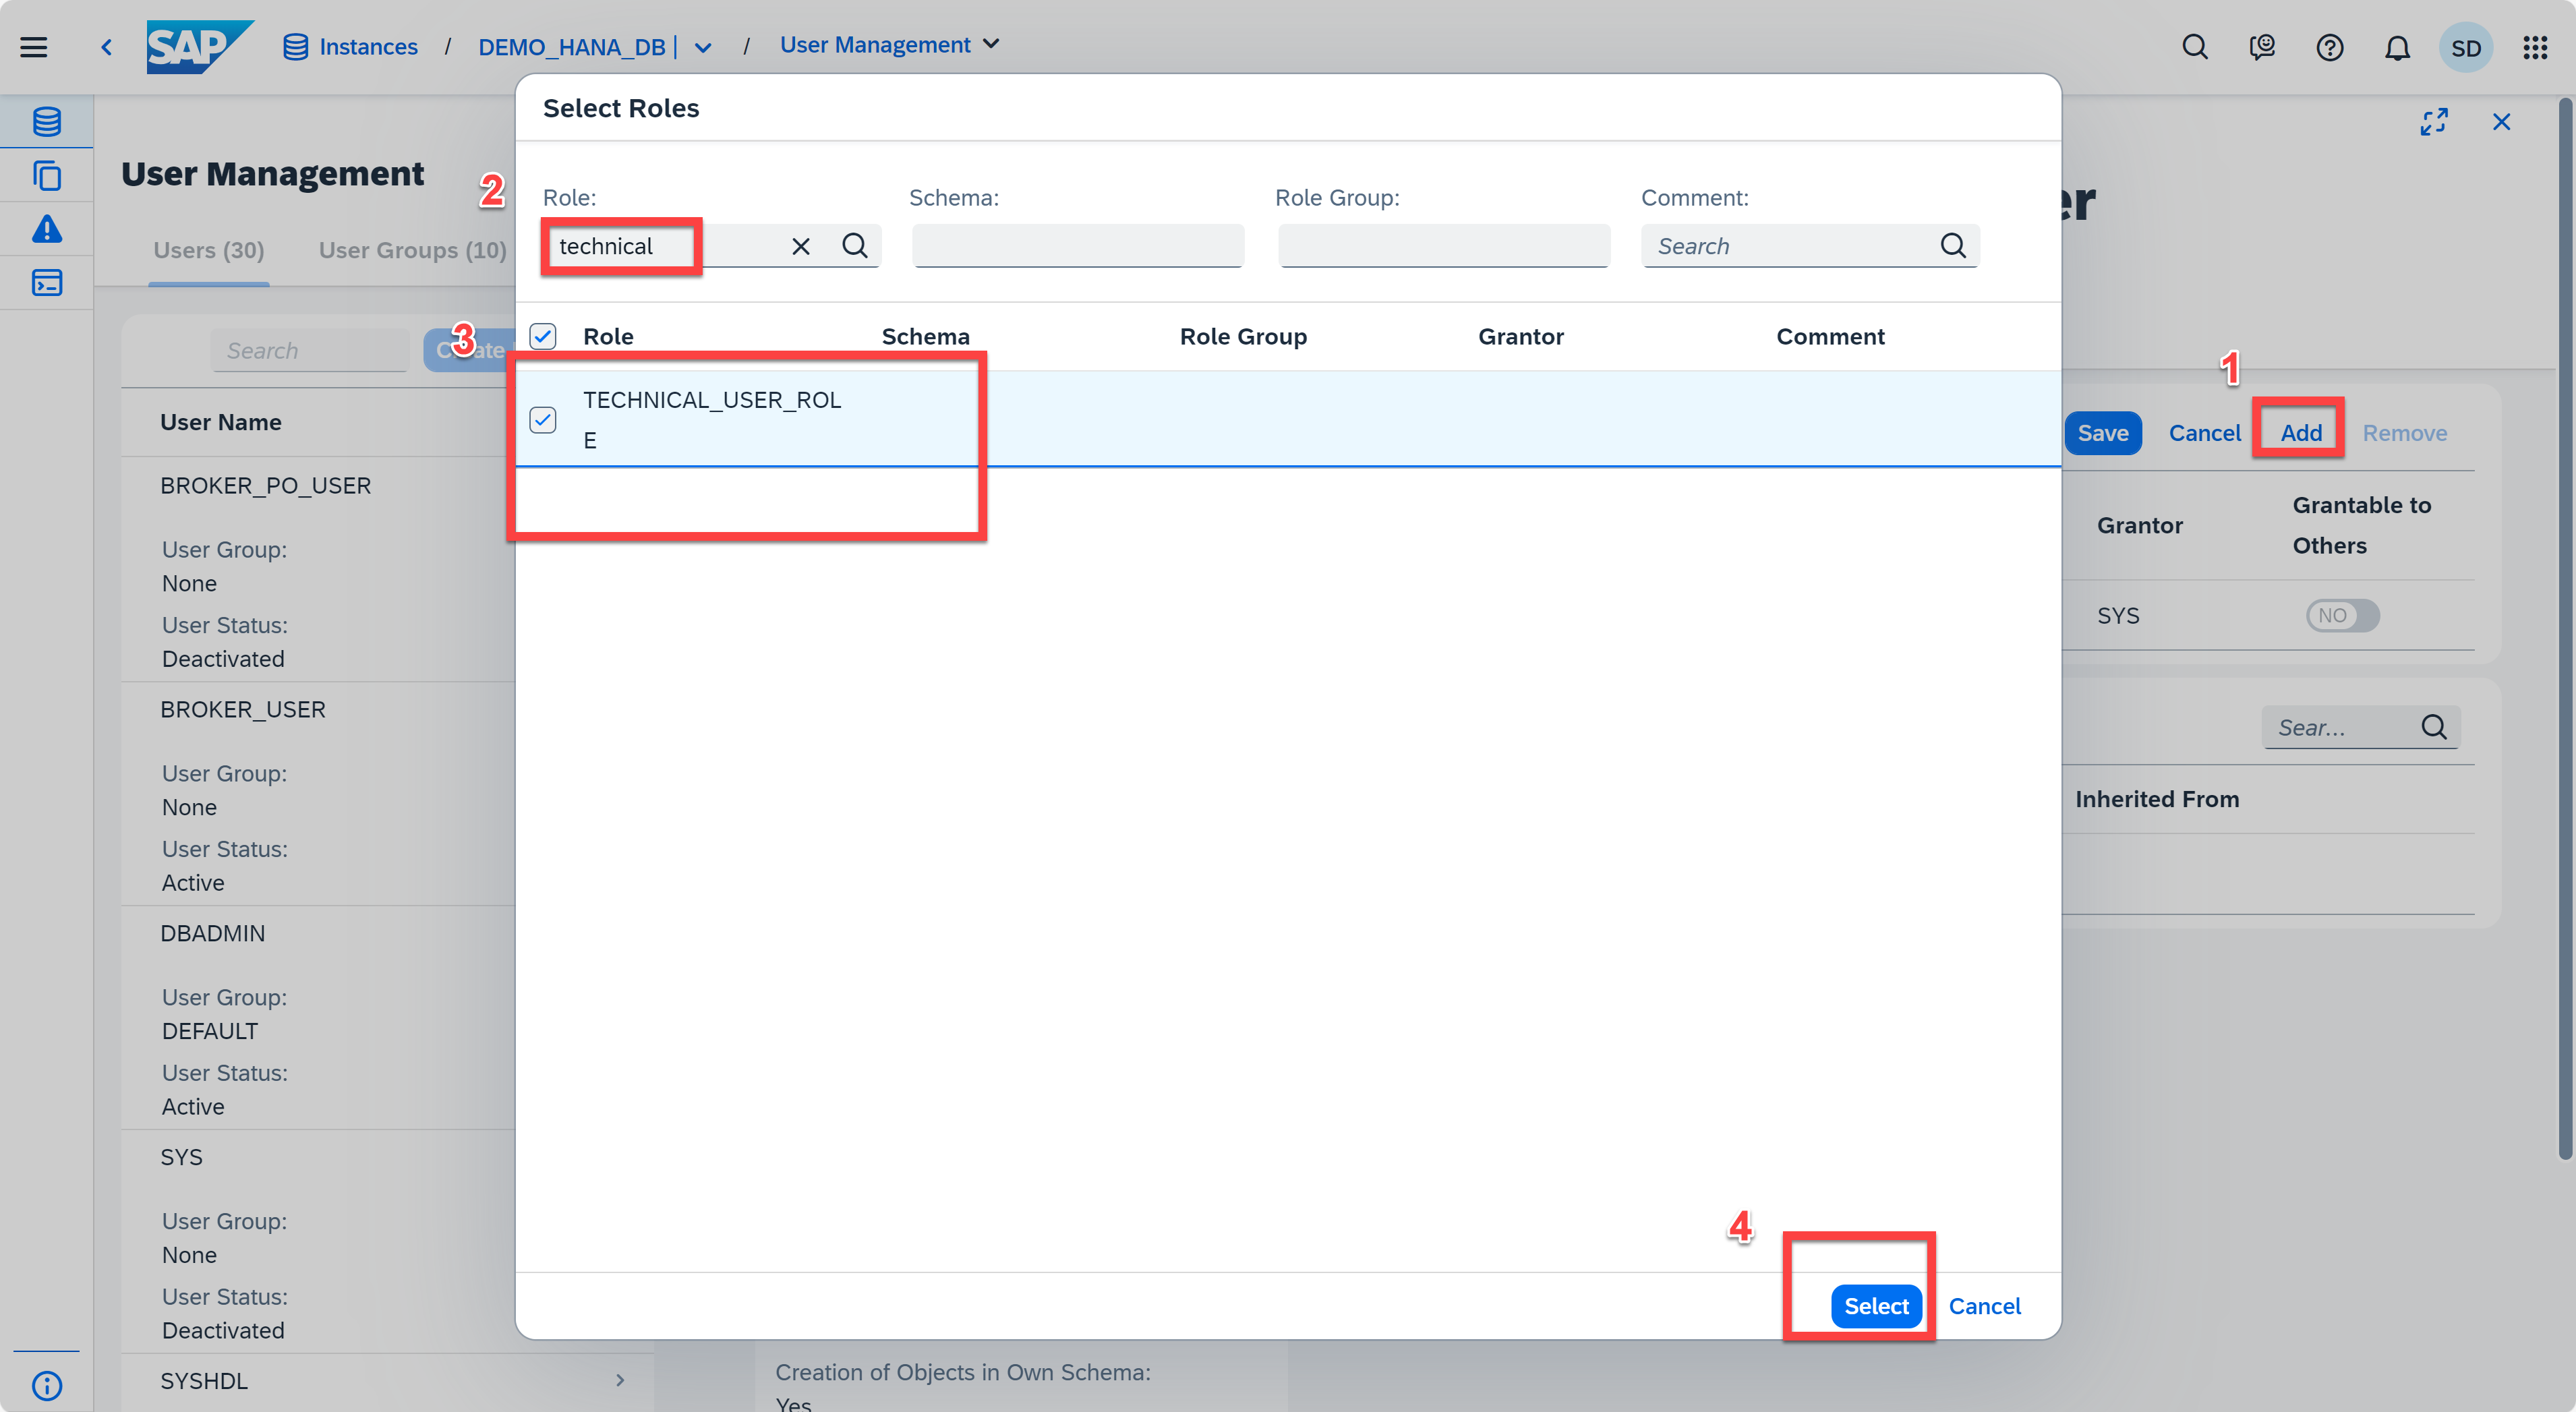 SAP
Instances / DEMO_HANA_DB | / User Management
SD
User Management
Users (30)
User Groups (10)
Search
User Name
BROKER_PO_USER
User Group:
None
User Status:
Deactivated
BROKER_USER
User Group:
None
User Status:
Active
DBADMIN
User Group:
DEFAULT
User Status:
Active
SYS
User Group:
None
User Status:
Deactivated
SYSHDL
Select Roles
2
Role:
Schema:
Role Group:
Comment:
technical
Search
3
Role
Schema
Role Group
Grantor
Comment
TECHNICAL_USER_ROL
E
4
Select
Cancel
Creation of Objects in Own Schema:
Yes
er
1
Save
Cancel
Add
Remove
Grantor
Grantable to
Others
SYS
NO
Sear...
Inherited From